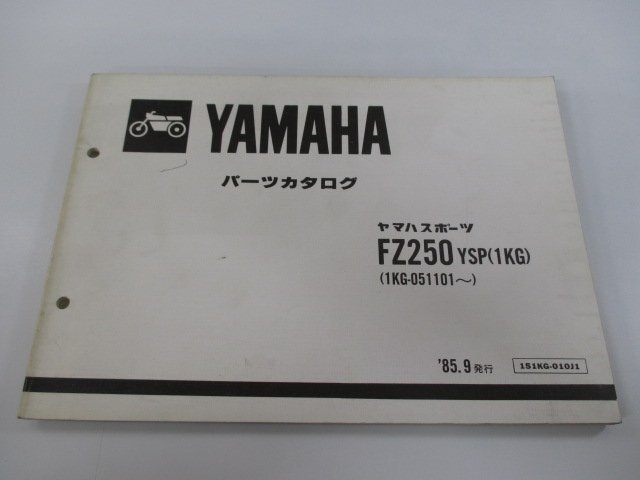 YAMAHA
パーツカタログ
ヤマハスポーツ
FZ250 YSP(1KG)
(1KG-051101〜)
'85.9発行
151KG-010J1